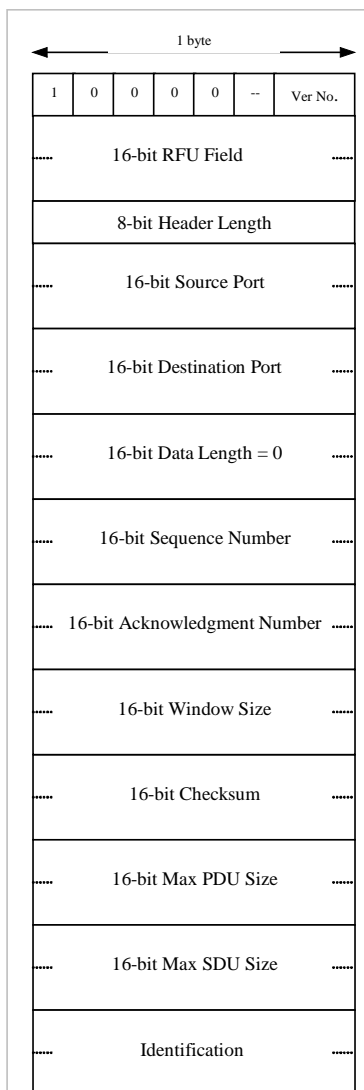 1 byte
1 0 0 0 0 -- Ver No.
16-bit RFU Field
8-bit Header Length
16-bit Source Port
16-bit Destination Port
16-bit Data Length = 0
16-bit Sequence Number
16-bit Acknowledgment Number
16-bit Window Size
16-bit Checksum
16-bit Max PDU Size
16-bit Max SDU Size
Identification